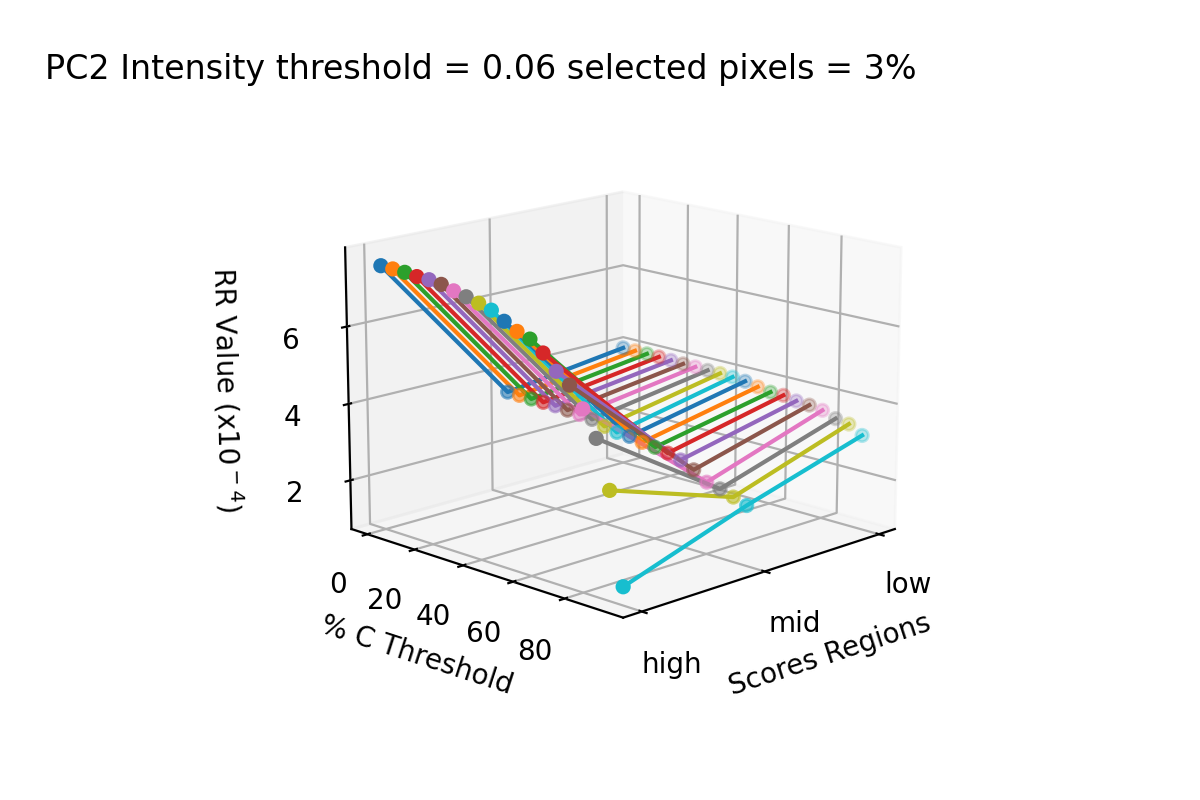 PC2 Intensity threshold = 0.06 selected pixels = 3%
RR Value (x10⁻⁴)
6
4
2
0
20
40
60
80
% C Threshold
high
mid
low
Scores Regions